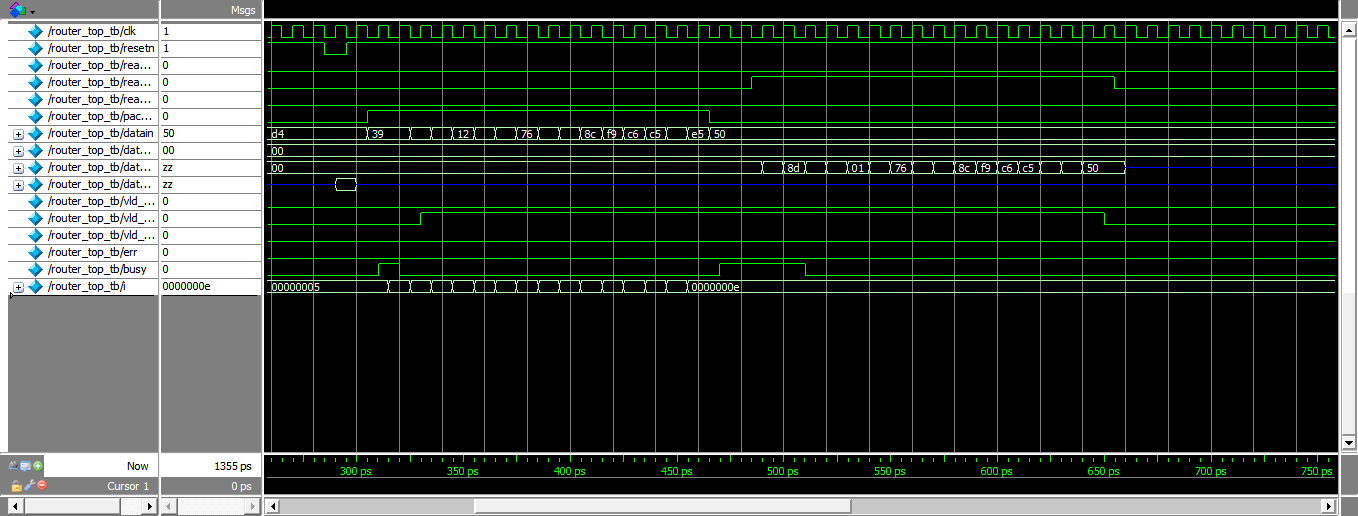 Msgs
/router_top_tb/clk 1
/router_top_tb/resetn 1
/router_top_tb/rea... 0
/router_top_tb/rea... 0
/router_top_tb/rea... 0
/router_top_tb/pac... 0
/router_top_tb/datain 50 d4 39 12 76 8c f9 c6 c5 e5 50
/router_top_tb/dat... 00 00
/router_top_tb/dat... zz 00 8d 01 76 8c f9 c6 c5 50
/router_top_tb/dat... zz
/router_top_tb/vld_... 0
/router_top_tb/vld_... 0
/router_top_tb/vld_... 0
/router_top_tb/err 0
/router_top_tb/busy 0
/router_top_tb/i 0000000e 00000005 0000000e
Now 1355 ps 300 ps 350 ps 400 ps 450 ps 500 ps 550 ps 600 ps 650 ps 700 ps 750 ps
Cursor 1 0 ps